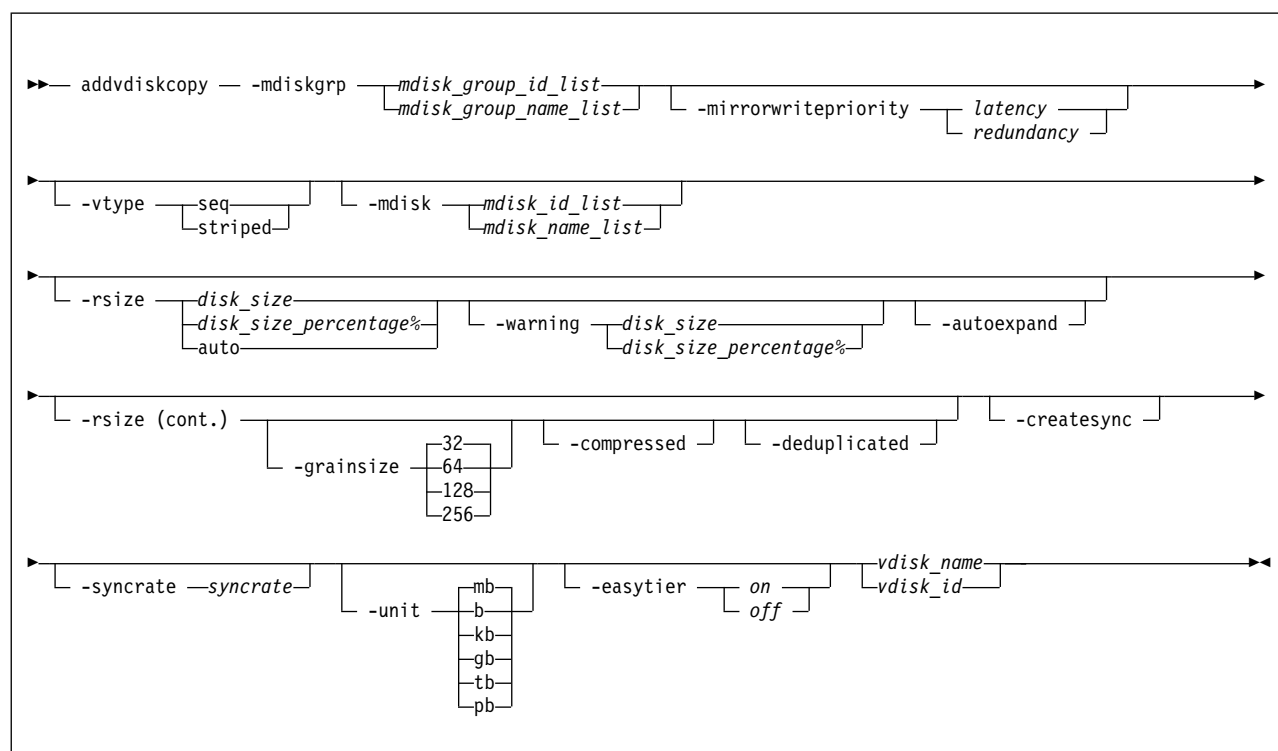 addvdiskcopy -mdiskgrp mdisk_group_id_list
mdisk_group_name_list -mirrorwritepriority latency
redundancy
-vtype seq -mdisk mdisk_id_list
striped mdisk_name_list
-rsize disk_size -warning disk_size -autoexpand
disk_size_percentage% disk_size_percentage%
auto
-rsize (cont.) -compressed -deduplicated -createsync
-grainsize 32
64
128
256
-syncrate syncrate -unit mb -easytier on vdisk_name
b off vdisk_id
kb
gb
tb
pb